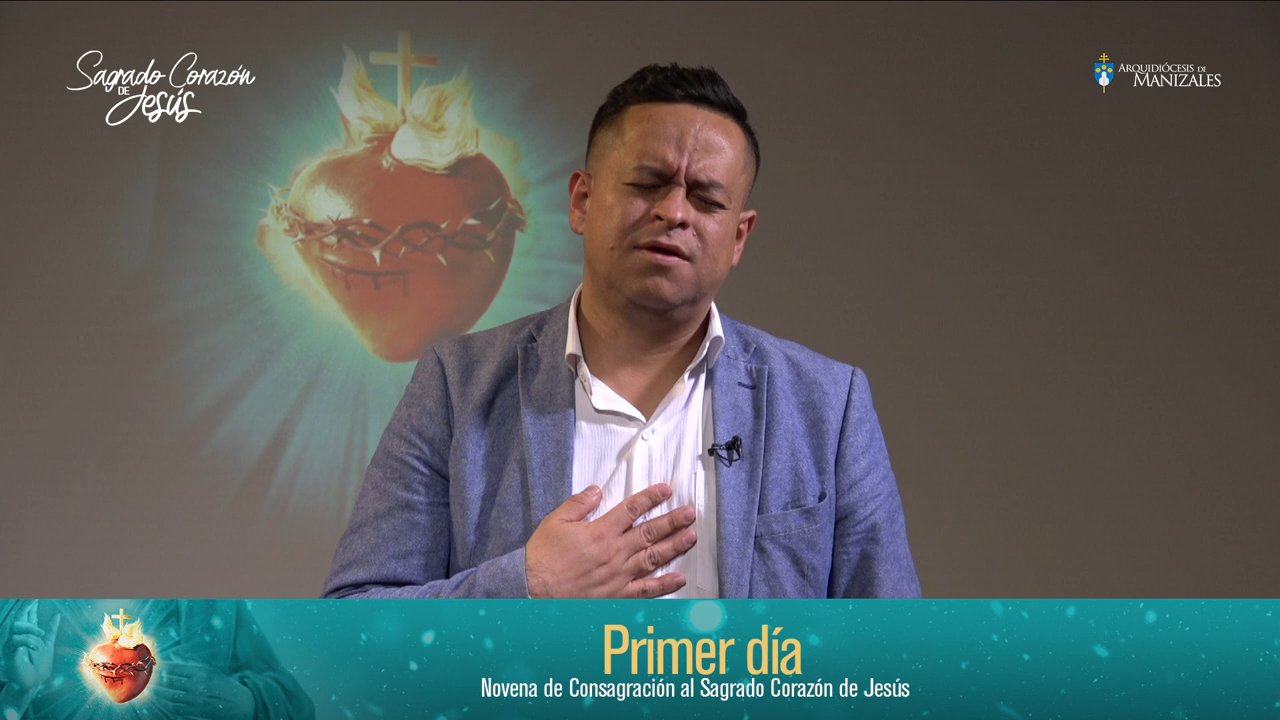 Sagrado Corazón
DE
Jesús
ARQUIDIÓCESIS DE
MANIZALES
Primer día
Novena de Consagración al Sagrado Corazón de Jesús